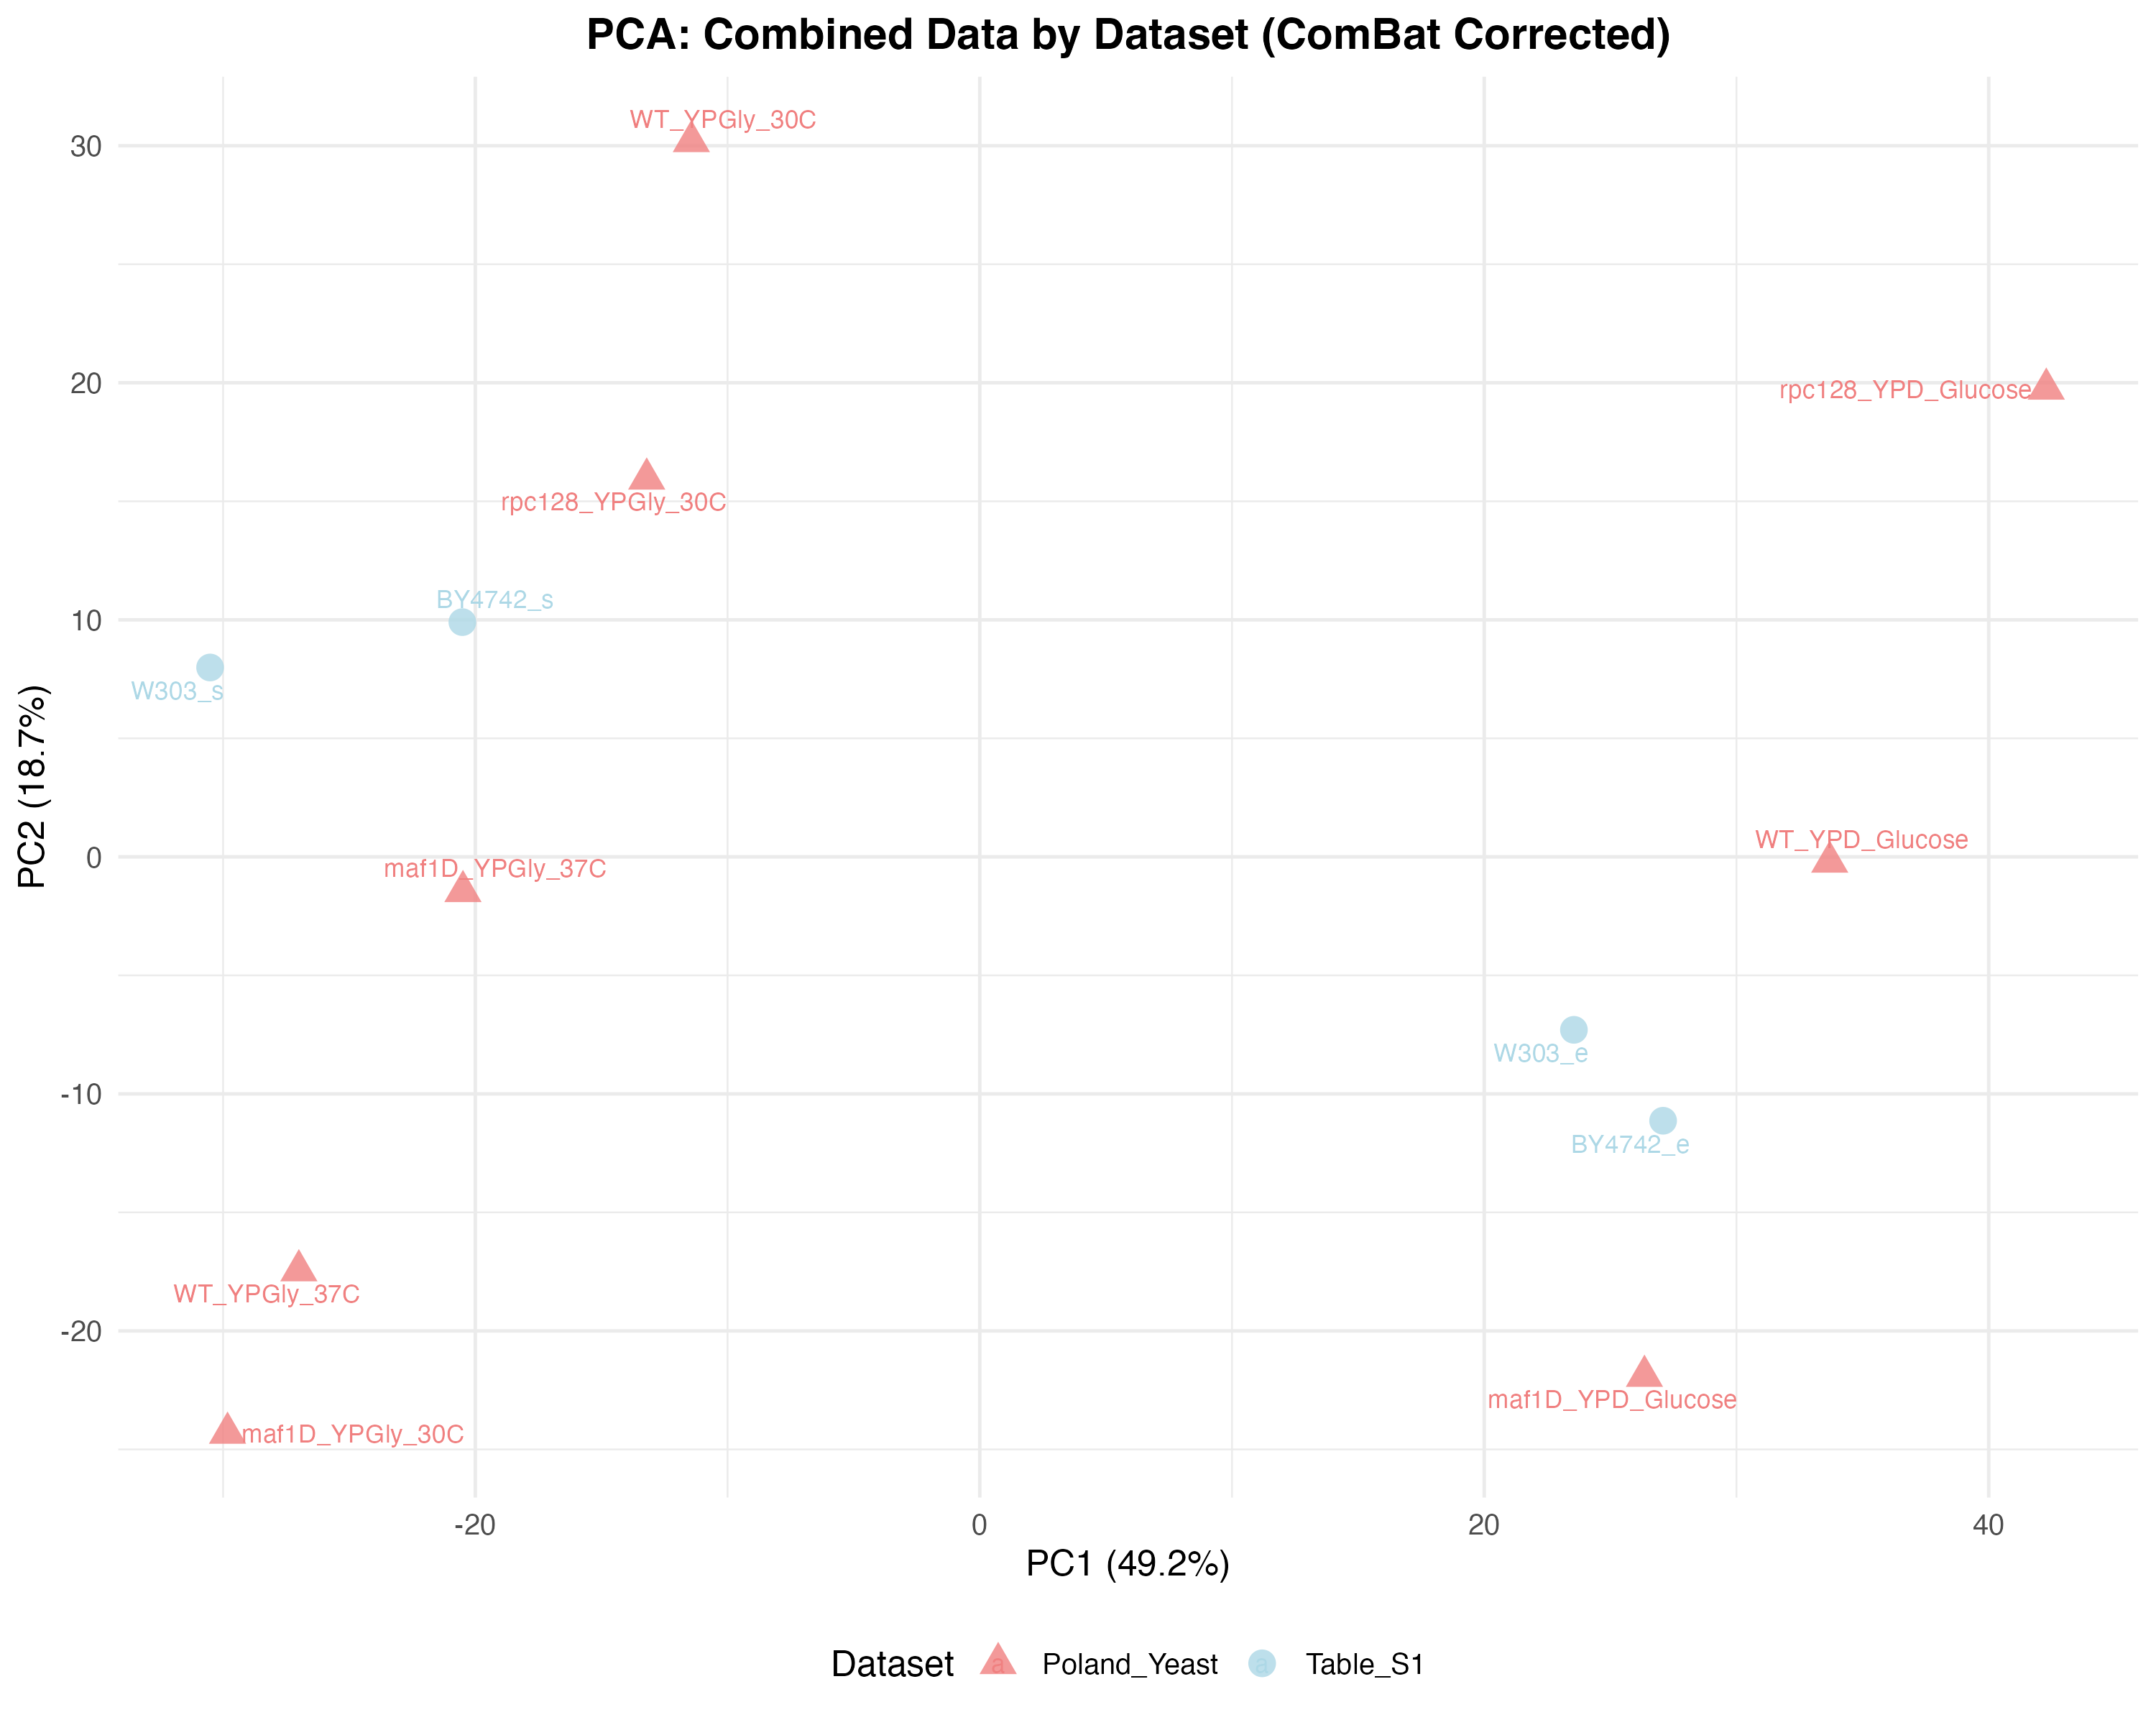 PCA: Combined Data by Dataset (ComBat Corrected)
WT_YPGly_30C
30
rpc128_YPD_Glucose
20
rpc128_YPGly_30C
BY4742_s
10
W303_s
WT_YPD_Glucose
0
maf1D_YPGly_37C
PC2 (18.7%)
W303_e
-10
BY4742_e
WT_YPGly_37C
-20
maf1D_YPD_Glucose
maf1D_YPGly_30C
-20 0 20 40
PC1 (49.2%)
Dataset a Poland_Yeast a Table_S1